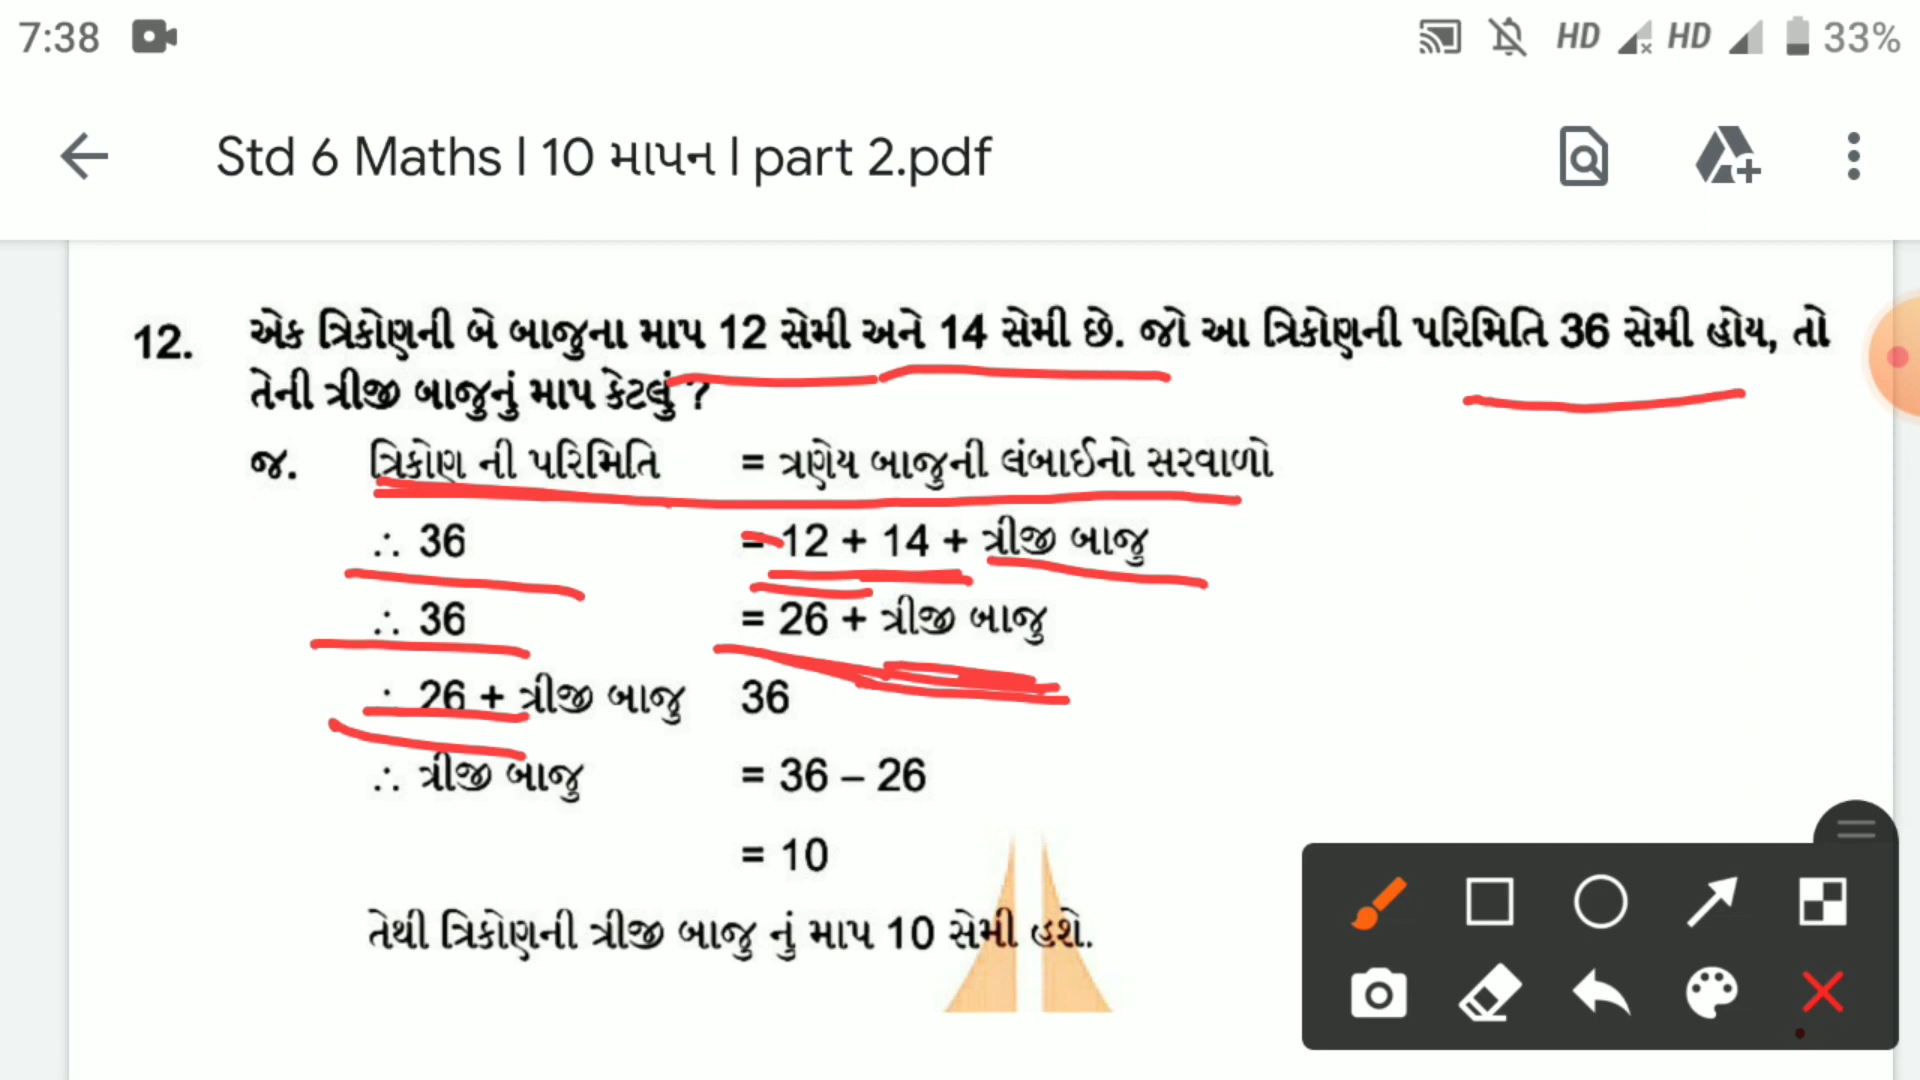 7:38 HD HD 33%
Std 6 Maths l 10 માપન l part 2.pdf
12. એક ત્રિકોણની બે બાજુના માપ 12 સેમી અને 14 સેમી છે. જો આ ત્રિકોણની પરિમિતિ 36 સેમી હોય, તો
તેની ત્રીજી બાજુનું માપ કેટલું ?
જ. ત્રિકોણ ની પરિમિતિ = ત્રણેય બાજુની લંબાઈનો સરવાળો
∴ 36 = 12 + 14 + ત્રીજી બાજુ
∴ 36 = 26 + ત્રીજી બાજુ
∴ 26 + ત્રીજી બાજુ 36
∴ ત્રીજી બાજુ = 36 – 26
= 10
તેથી ત્રિકોણની ત્રીજી બાજુ નું માપ 10 સેમી હશે.